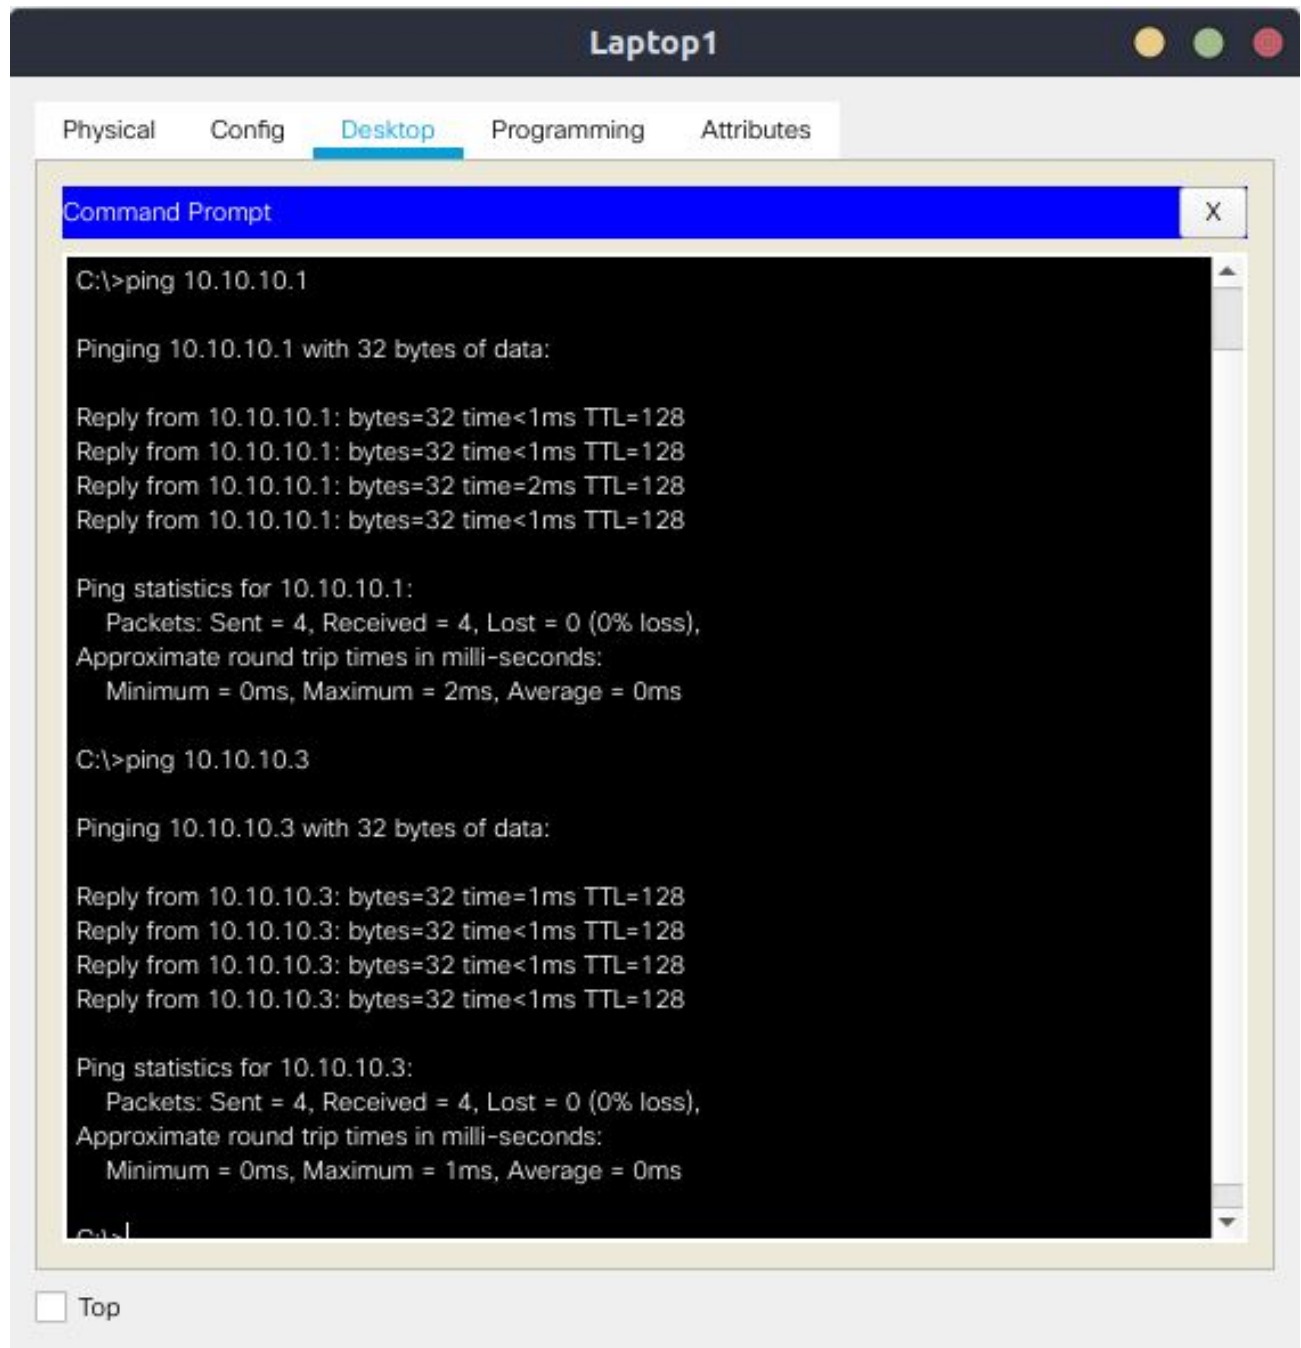 Laptop1
Physical Config Desktop Programming Attributes
Command Prompt X
C:\>ping 10.10.10.1
Pinging 10.10.10.1 with 32 bytes of data:
Reply from 10.10.10.1: bytes=32 time<1ms TTL=128
Reply from 10.10.10.1: bytes=32 time<1ms TTL=128
Reply from 10.10.10.1: bytes=32 time=2ms TTL=128
Reply from 10.10.10.1: bytes=32 time<1ms TTL=128
Ping statistics for 10.10.10.1:
Packets: Sent = 4, Received = 4, Lost = 0 (0% loss),
Approximate round trip times in milli-seconds:
Minimum = 0ms, Maximum = 2ms, Average = 0ms
C:\>ping 10.10.10.3
Pinging 10.10.10.3 with 32 bytes of data:
Reply from 10.10.10.3: bytes=32 time=1ms TTL=128
Reply from 10.10.10.3: bytes=32 time<1ms TTL=128
Reply from 10.10.10.3: bytes=32 time<1ms TTL=128
Reply from 10.10.10.3: bytes=32 time<1ms TTL=128
Ping statistics for 10.10.10.3:
Packets: Sent = 4, Received = 4, Lost = 0 (0% loss),
Approximate round trip times in milli-seconds:
Minimum = 0ms, Maximum = 1ms, Average = 0ms
C:\>
Top